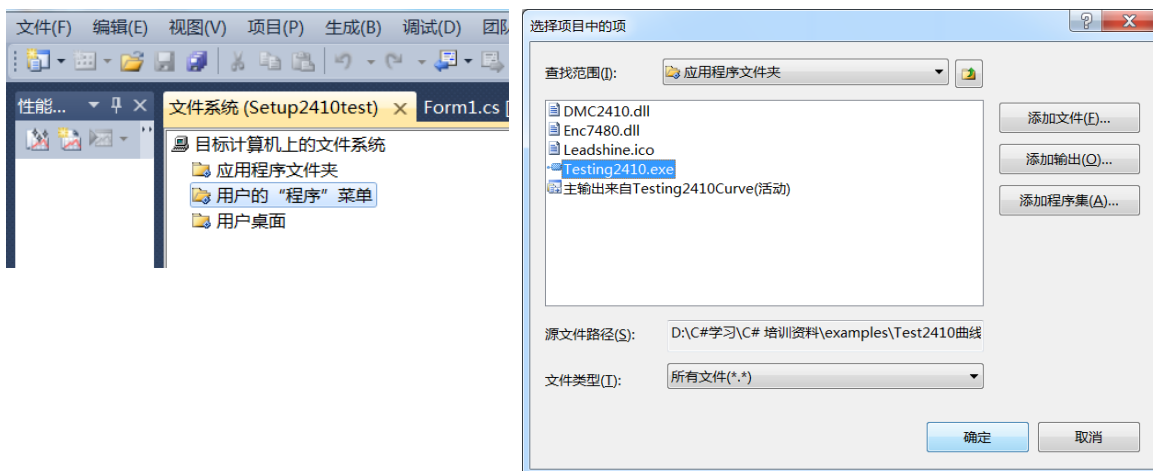 文件(F) 编辑(E) 视图(V) 项目(P) 生成(B) 调试(D) 团队
性能...
文件系统 (Setup2410test) Form1.cs [
目标计算机上的文件系统
应用程序文件夹
用户的“程序”菜单
用户桌面
选择项目中的项
查找范围(I): 应用程序文件夹
DMC2410.dll
Enc7480.dll
Leadshine.ico
Testing2410.exe
主输出来自Testing2410Curve(活动)
添加文件(F)...
添加输出(O)...
添加程序集(A)...
源文件路径(S): D:\C#学习\C# 培训资料\examples\Test2410曲线
文件类型(T): 所有文件(*.*)
确定 取消